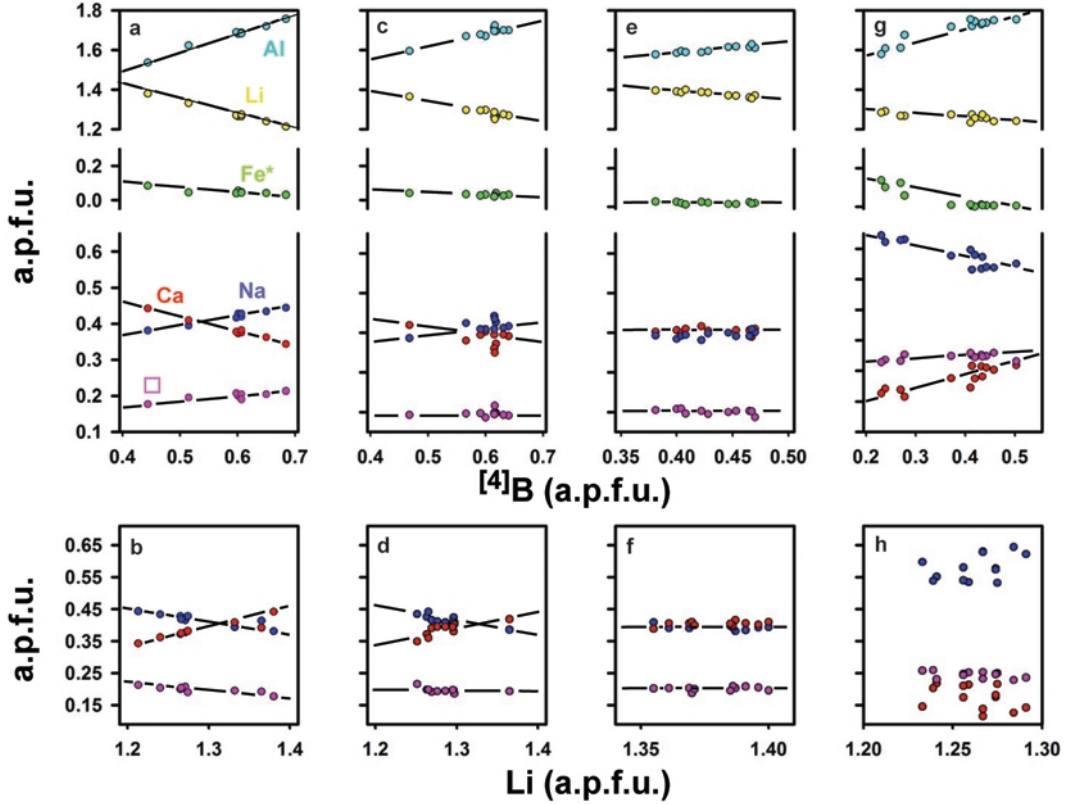 a c e g
1.8
1.6
1.4
1.2
Al
Li
0.2
0.0
Fe*
a.p.f.u.
0.6
0.5
0.4
0.3
0.2
0.1
Ca Na
0.4 0.5 0.6 0.7 0.4 0.5 0.6 0.7 0.35 0.40 0.45 0.50 0.2 0.3 0.4 0.5
[4]B (a.p.f.u.)
b d f h
a.p.f.u.
0.65
0.55
0.45
0.35
0.25
0.15
1.2 1.3 1.4 1.2 1.3 1.4 1.35 1.40 1.20 1.25 1.30
Li (a.p.f.u.)